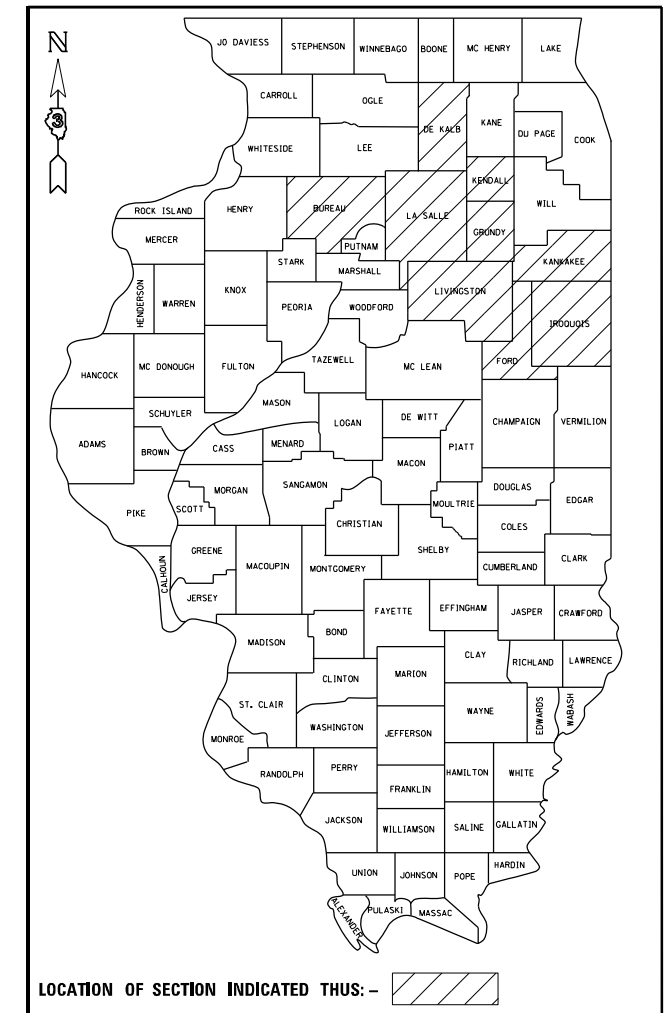 N
3
JO DAVIESS
STEPHENSON
WINNEBAGO
BOONE
MC HENRY
LAKE
CARROLL
OGLE
DE KALB
KANE
DU PAGE
COOK
WHITESIDE
LEE
KENDALL
WILL
ROCK ISLAND
HENRY
BUREAU
LA SALLE
GRUNDY
MERCER
PUTNAM
STARK
MARSHALL
KANKAKEE
HENDERSON
WARREN
KNOX
PEORIA
WOODFORD
LIVINGSTON
IROQUOIS
FORD
HANCOCK
MC DONOUGH
FULTON
TAZEWELL
MC LEAN
MASON
SCHUYLER
LOGAN
DE WITT
CHAMPAIGN
VERMILION
ADAMS
BROWN
CASS
MENARD
PIATT
MACON
PIKE
SCOTT
MORGAN
SANGAMON
CHRISTIAN
MOULTRIE
DOUGLAS
EDGAR
COLES
CALHOUN
GREENE
MACOUPIN
MONTGOMERY
SHELBY
CUMBERLAND
CLARK
JERSEY
FAYETTE
EFFINGHAM
JASPER
CRAWFORD
MADISON
BOND
CLAY
RICHLAND
LAWRENCE
CLINTON
MARION
ST. CLAIR
WASHINGTON
WAYNE
EDWARDS
WABASH
MONROE
JEFFERSON
RANDOLPH
PERRY
HAMILTON
WHITE
FRANKLIN
JACKSON
WILLIAMSON
SALINE
GALLATIN
UNION
JOHNSON
POPE
HARDIN
ALEXANDER
PULASKI
MASSAC
LOCATION OF SECTION INDICATED THUS: –